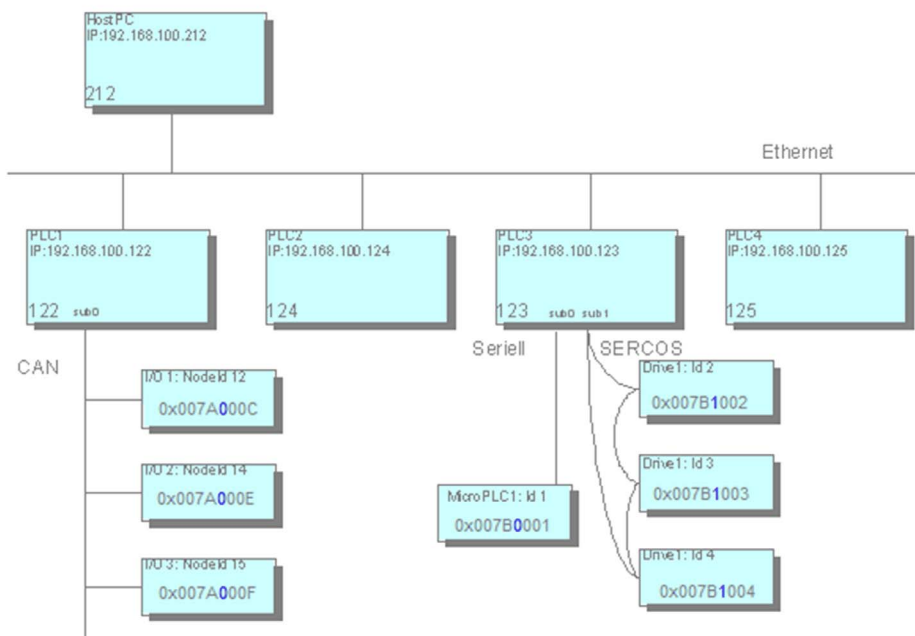 HostPC
IP:192.168.100.212
212
Ethernet
PLC1
IP:192.168.100.122
122 sub0
PLC2
IP:192.168.100.124
124
PLC3
IP:192.168.100.123
123 sub0 sub1
PLC4
IP:192.168.100.125
125
CAN
I/O 1: NodeId 12
0x007A000C
I/O 2: NodeId 14
0x007A000E
I/O 3: NodeId 15
0x007A000F
Seriell
SERCOS
MicroPLC1: Id 1
0x007B0001
Drive1: Id 2
0x007B1002
Drive1: Id 3
0x007B1003
Drive1: Id 4
0x007B1004